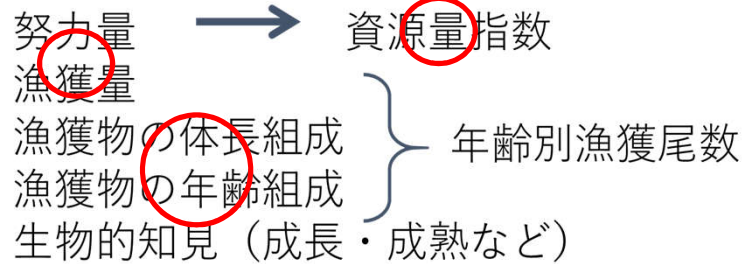 努力量 資源量指数
漁獲量
漁獲物の体長組成
年齢別漁獲尾数
漁獲物の年齢組成
生物的知見（成長・成熟など）